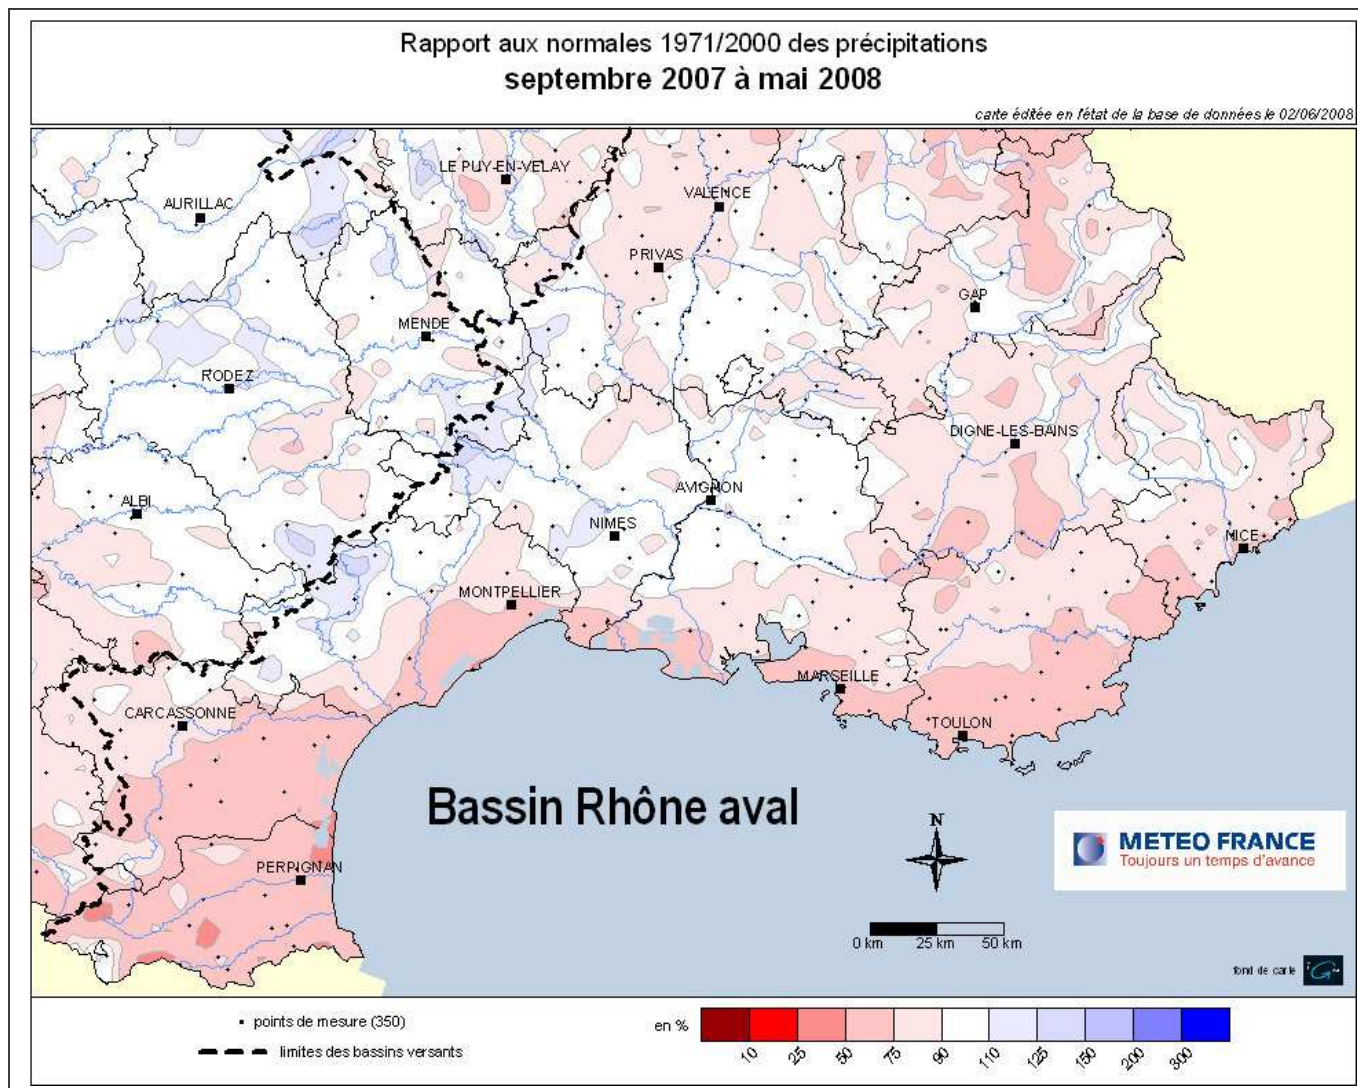 Rapport aux normales 1971/2000 des précipitations
septembre 2007 à mai 2008
carte éditée en l'état de la base de données le 02/06/2008
LE PUY-EN-VELAY
AURILLAC
VALENCE
PRIVAS
GAP
MENDE
RODEZ
DIGNE-LES-BAINS
ALBI
AVIGNON
NIMES
NICE
MONTPELLIER
MARSEILLE
CARCASSONNE
TOULON
Bassin Rhône aval
N
METEO FRANCE
Toujours un temps d'avance
PERPIGNAN
0 km 25 km 50 km
fond de carte
points de mesure (350)
limites des bassins versants
en %
10 25 50 75 90 110 125 150 200 300